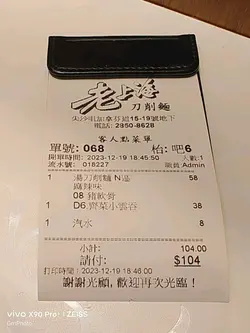 老上海
刀削麵
尖沙咀加拿芬道15-19號地下
電話: 2850-8628
客人點菜單
單號: 068 枱: 吧6
開單時間: 2023-12-19 18:45:50 人數: 1
流水號: 018227 職員 Admin
1 湯刀削麵 N區 58
麻辣味
08 豬軟骨
1 D6.齋菜小雲吞 38
1 汽水 8
小計: 104.00
請付: $104
打印時間: 2023-12-19 18:46:00
謝謝光顧, 歡迎再次光臨!
vivo X90 Pro+ | ZEISS